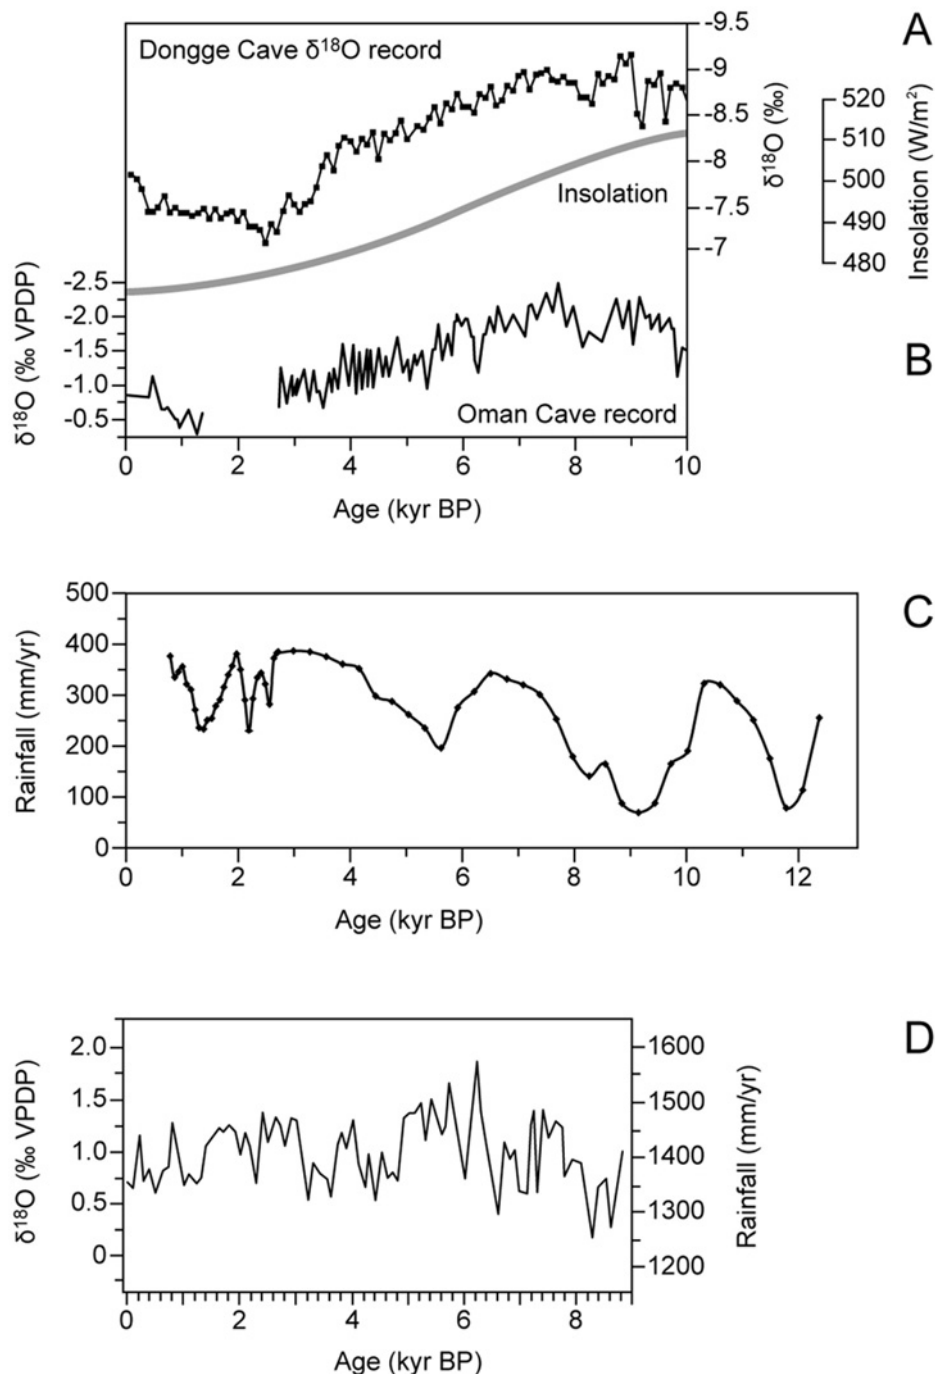 Dongge Cave δ¹⁸O record
A
-9.5
-9
-8.5
-8
-7.5
-7
δ¹⁸O (‰)
520
510
500
490
480
Insolation (W/m²)
Insolation
δ¹⁸O (‰ VPDP)
-2.5
-2.0
-1.5
-1.0
-0.5
B
Oman Cave record
0 2 4 6 8 10
Age (kyr BP)
C
Rainfall (mm/yr)
500
400
300
200
100
0
0 2 4 6 8 10 12
Age (kyr BP)
D
δ¹⁸O (‰ VPDP)
2.0
1.5
1.0
0.5
0
1600
1500
1400
1300
1200
Rainfall (mm/yr)
0 2 4 6 8
Age (kyr BP)